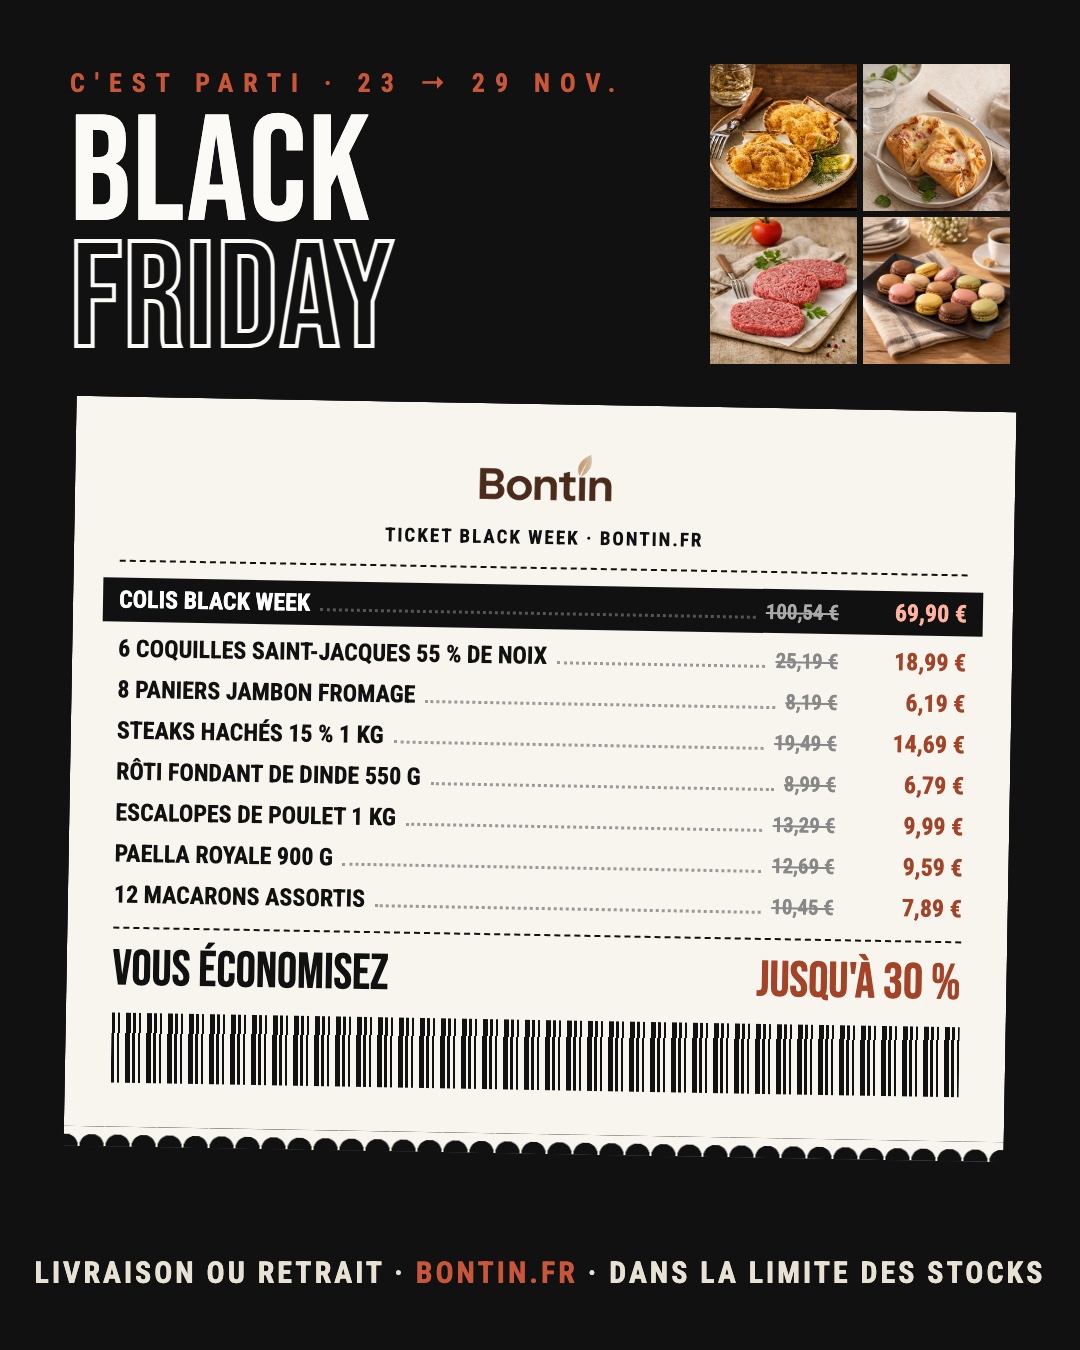 C'EST PARTI · 23 → 29 NOV.
BLACK
FRIDAY
Bontin
TICKET BLACK WEEK · BONTIN.FR
COLIS BLACK WEEK 100,54 € 69,90 €
6 COQUILLES SAINT-JACQUES 55 % DE NOIX 25,19 € 18,99 €
8 PANIERS JAMBON FROMAGE 8,19 € 6,19 €
STEAKS HACHÉS 15 % 1 KG 19,49 € 14,69 €
RÔTI FONDANT DE DINDE 550 G 8,99 € 6,79 €
ESCALOPES DE POULET 1 KG 13,29 € 9,99 €
PAELLA ROYALE 900 G 12,69 € 9,59 €
12 MACARONS ASSORTIS 10,45 € 7,89 €
VOUS ÉCONOMISEZ JUSQU'À 30 %
LIVRAISON OU RETRAIT · BONTIN.FR · DANS LA LIMITE DES STOCKS